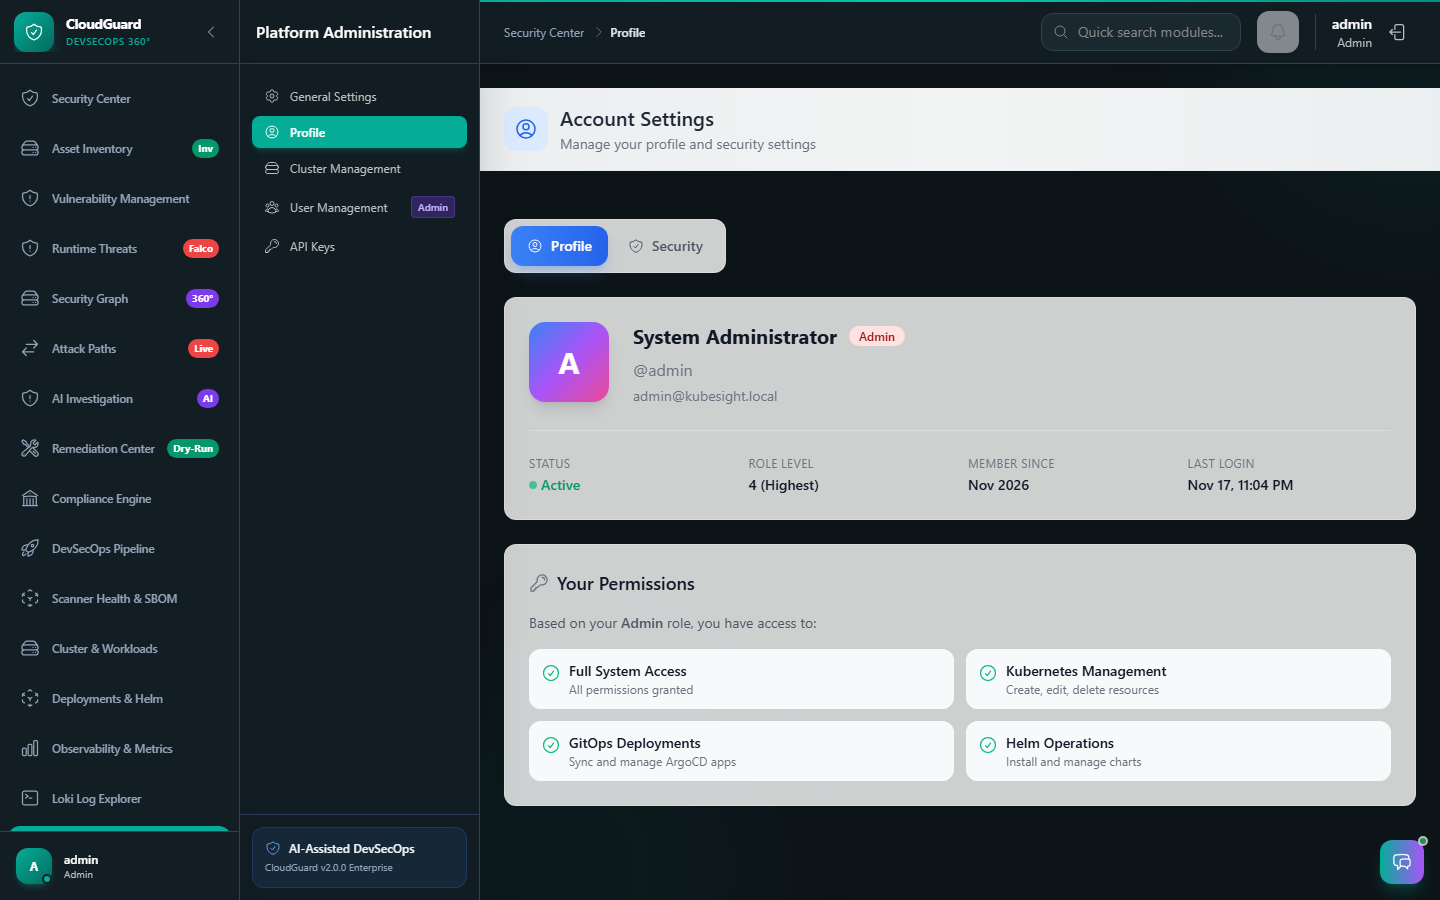 CloudGuard
DEVSECOPS 360°
Security Center
Asset Inventory Inv
Vulnerability Management
Runtime Threats Falco
Security Graph 360°
Attack Paths Live
AI Investigation AI
Remediation Center Dry-Run
Compliance Engine
DevSecOps Pipeline
Scanner Health & SBOM
Cluster & Workloads
Deployments & Helm
Observability & Metrics
Loki Log Explorer
A
admin
Admin
Platform Administration
General Settings
Profile
Cluster Management
User Management Admin
API Keys
AI-Assisted DevSecOps
CloudGuard v2.0.0 Enterprise
Security Center Profile
Quick search modules...
admin
Admin
Account Settings
Manage your profile and security settings
Profile Security
A
System Administrator Admin
@admin
admin@kubesight.local
STATUS ROLE LEVEL MEMBER SINCE LAST LOGIN
Active 4 (Highest) Nov 2026 Nov 17, 11:04 PM
Your Permissions
Based on your Admin role, you have access to:
Full System Access
All permissions granted
Kubernetes Management
Create, edit, delete resources
GitOps Deployments
Sync and manage ArgoCD apps
Helm Operations
Install and manage charts